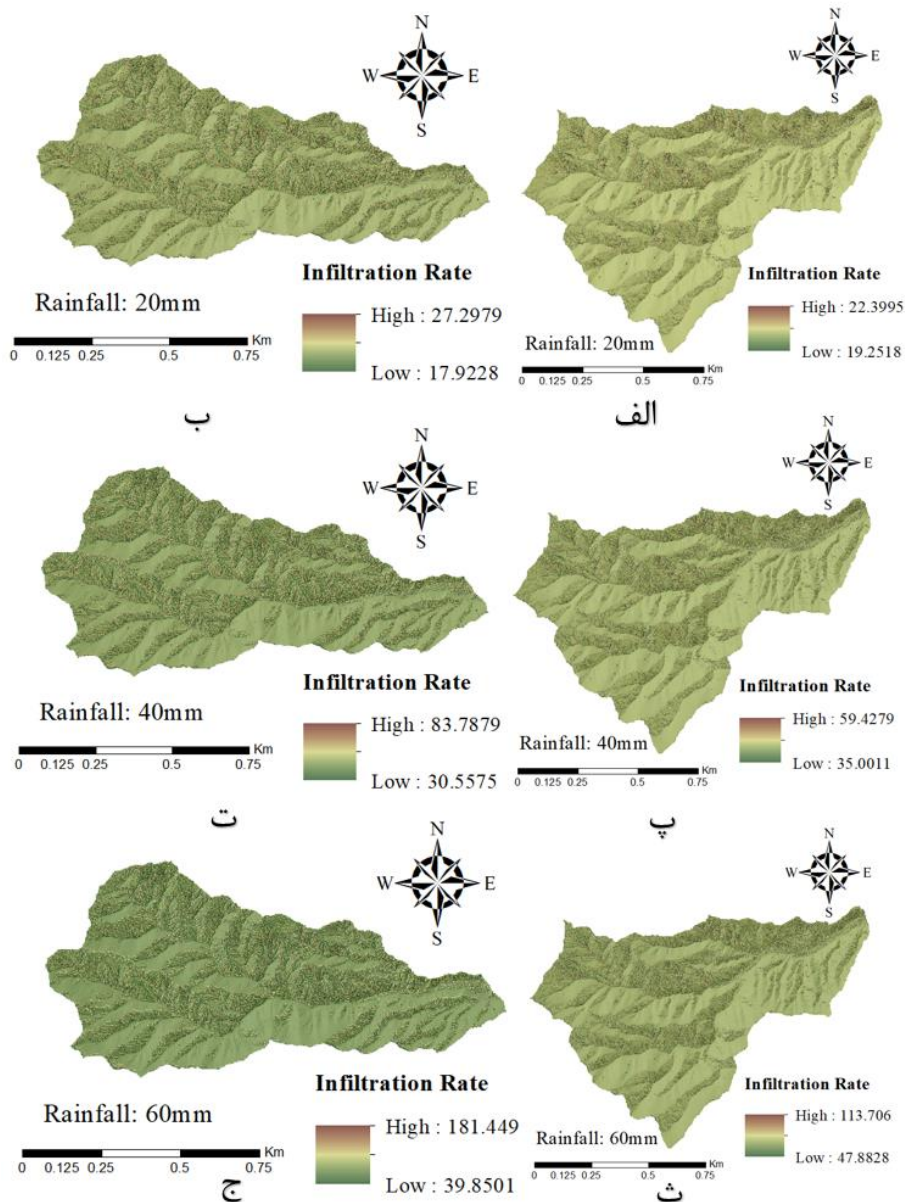 N
W E
S
Infiltration Rate
High : 22.3995
Low : 19.2518
Rainfall: 20mm
Km
0 0.125 0.25 0.5 0.75
الف
N
W E
S
Infiltration Rate
High : 27.2979
Low : 17.9228
Rainfall: 20mm
Km
0 0.125 0.25 0.5 0.75
ب
N
W E
S
Infiltration Rate
High : 59.4279
Low : 35.0011
Rainfall: 40mm
Km
0 0.125 0.25 0.5 0.75
پ
N
W E
S
Infiltration Rate
High : 83.7879
Low : 30.5575
Rainfall: 40mm
Km
0 0.125 0.25 0.5 0.75
ت
N
W E
S
Infiltration Rate
High : 113.706
Low : 47.8828
Rainfall: 60mm
Km
0 0.125 0.25 0.5 0.75
ث
N
W E
S
Infiltration Rate
High : 181.449
Low : 39.8501
Rainfall: 60mm
Km
0 0.125 0.25 0.5 0.75
ج